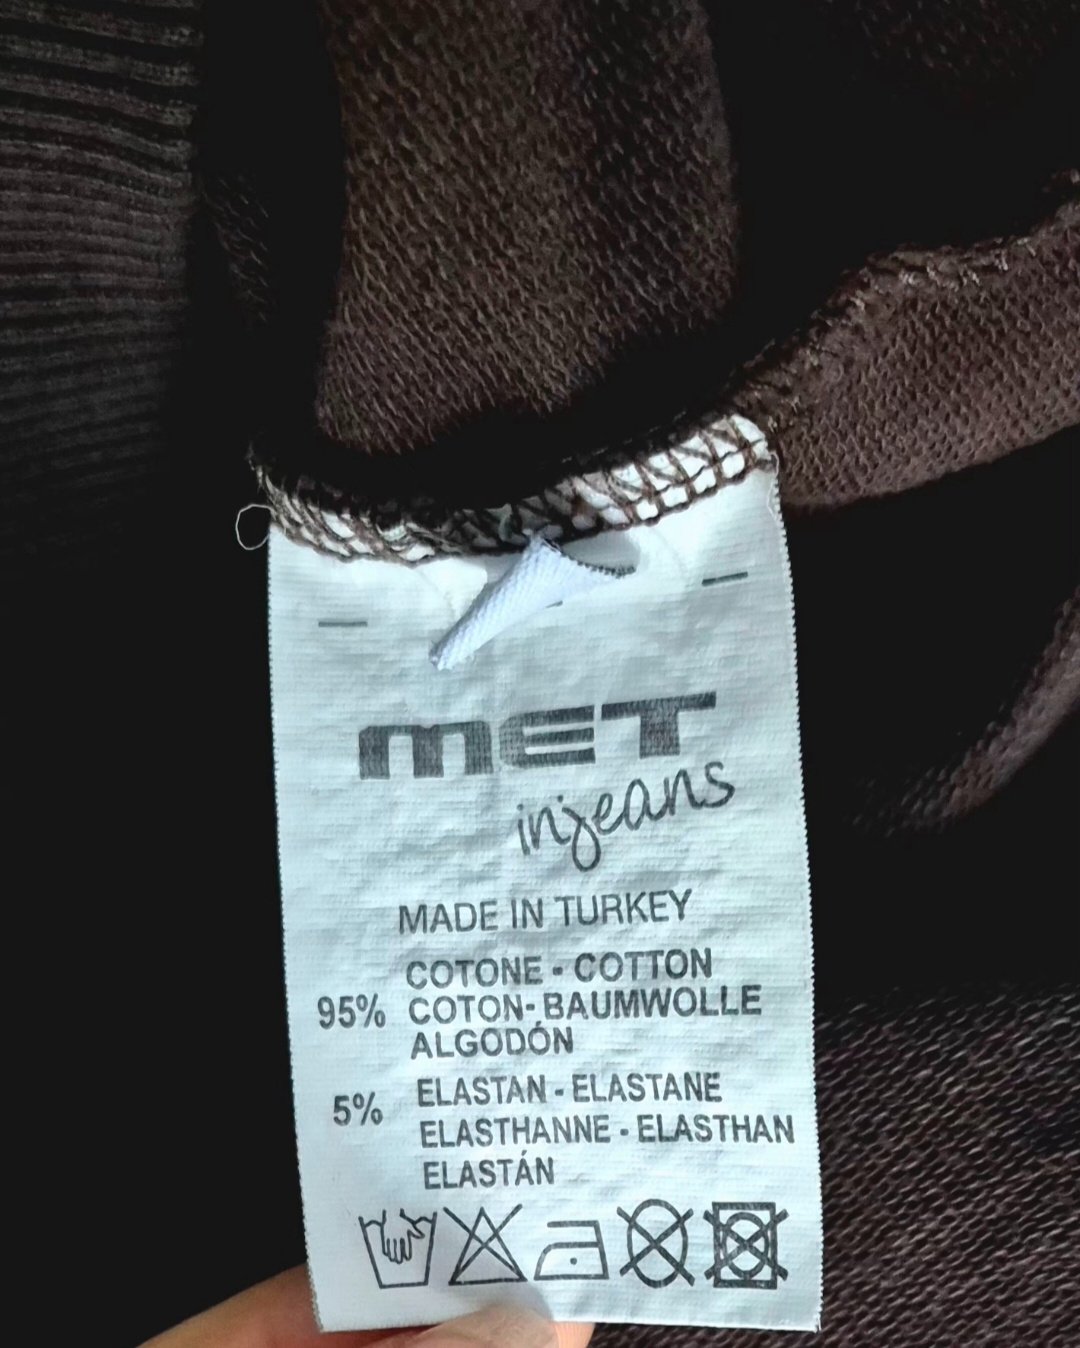 MET
injeans
MADE IN TURKEY
COTONE - COTTON
95% COTON- BAUMWOLLE
ALGODÓN
ELASTAN - ELASTANE
5% ELASTHANNE - ELASTHAN
ELASTÁN